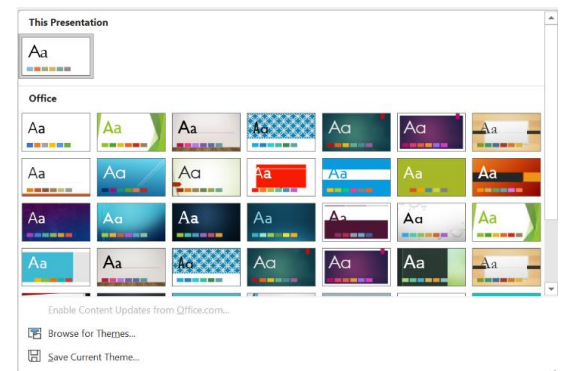 This Presentation
Aa
Office
Aa Aa Aa Aa Aa Aa Aa
Aa Aa Aa Aa Aa Aa Aa
Aa Aa Aa Aa Aa Aa Aa
Aa Aa Aa Aa Aa Aa Aa
Enable Content Updates from Office.com...
Browse for Themes...
Save Current Theme...